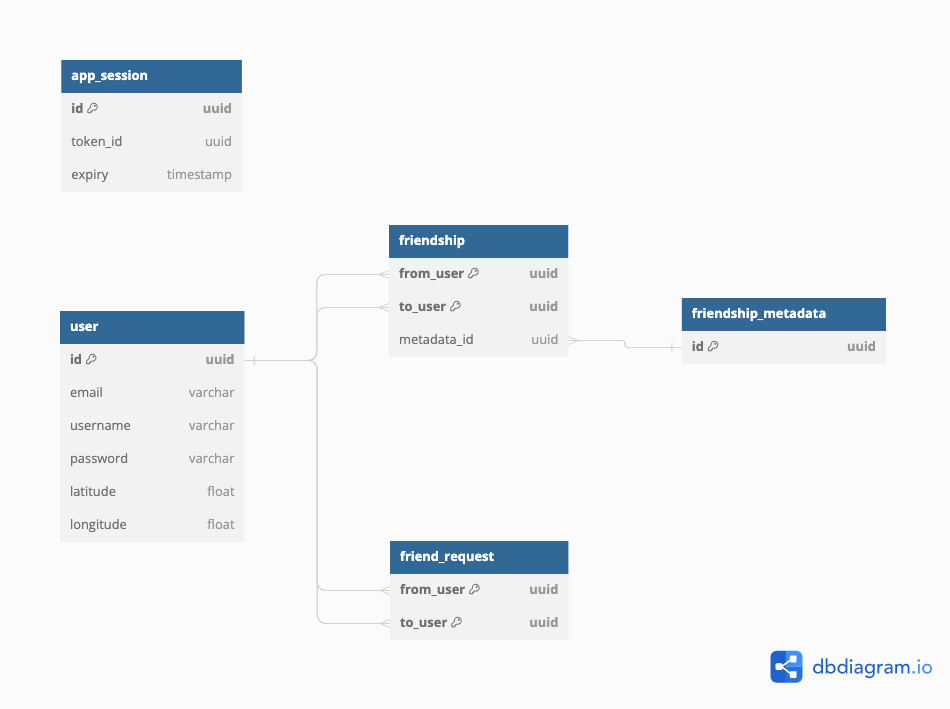 app_session
id uuid
token_id uuid
expiry timestamp
friendship
from_user uuid
to_user uuid
metadata_id uuid
friendship_metadata
id uuid
user
id uuid
email varchar
username varchar
password varchar
latitude float
longitude float
friend_request
from_user uuid
to_user uuid
dbdiagram.io